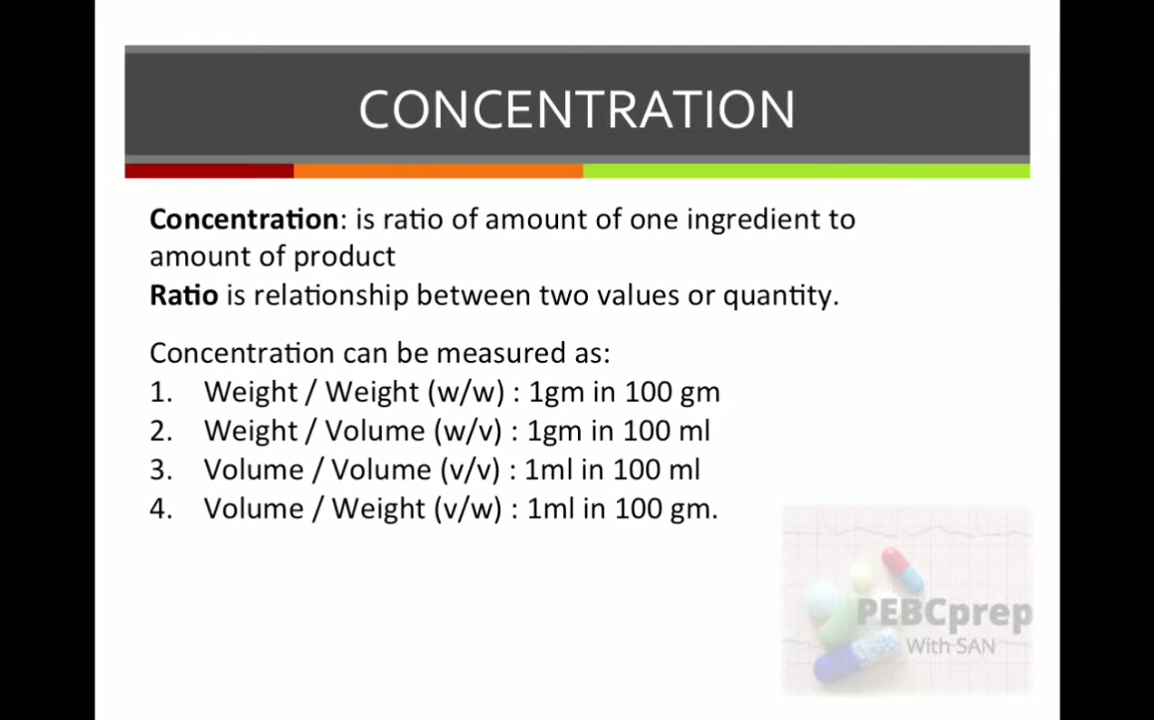 CONCENTRATION
Concentration: is ratio of amount of one ingredient to
amount of product
Ratio is relationship between two values or quantity.
Concentration can be measured as:
1. Weight / Weight (w/w) : 1gm in 100 gm
2. Weight / Volume (w/v) : 1gm in 100 ml
3. Volume / Volume (v/v) : 1ml in 100 ml
4. Volume / Weight (v/w) : 1ml in 100 gm.
PEBCprep
With SAN